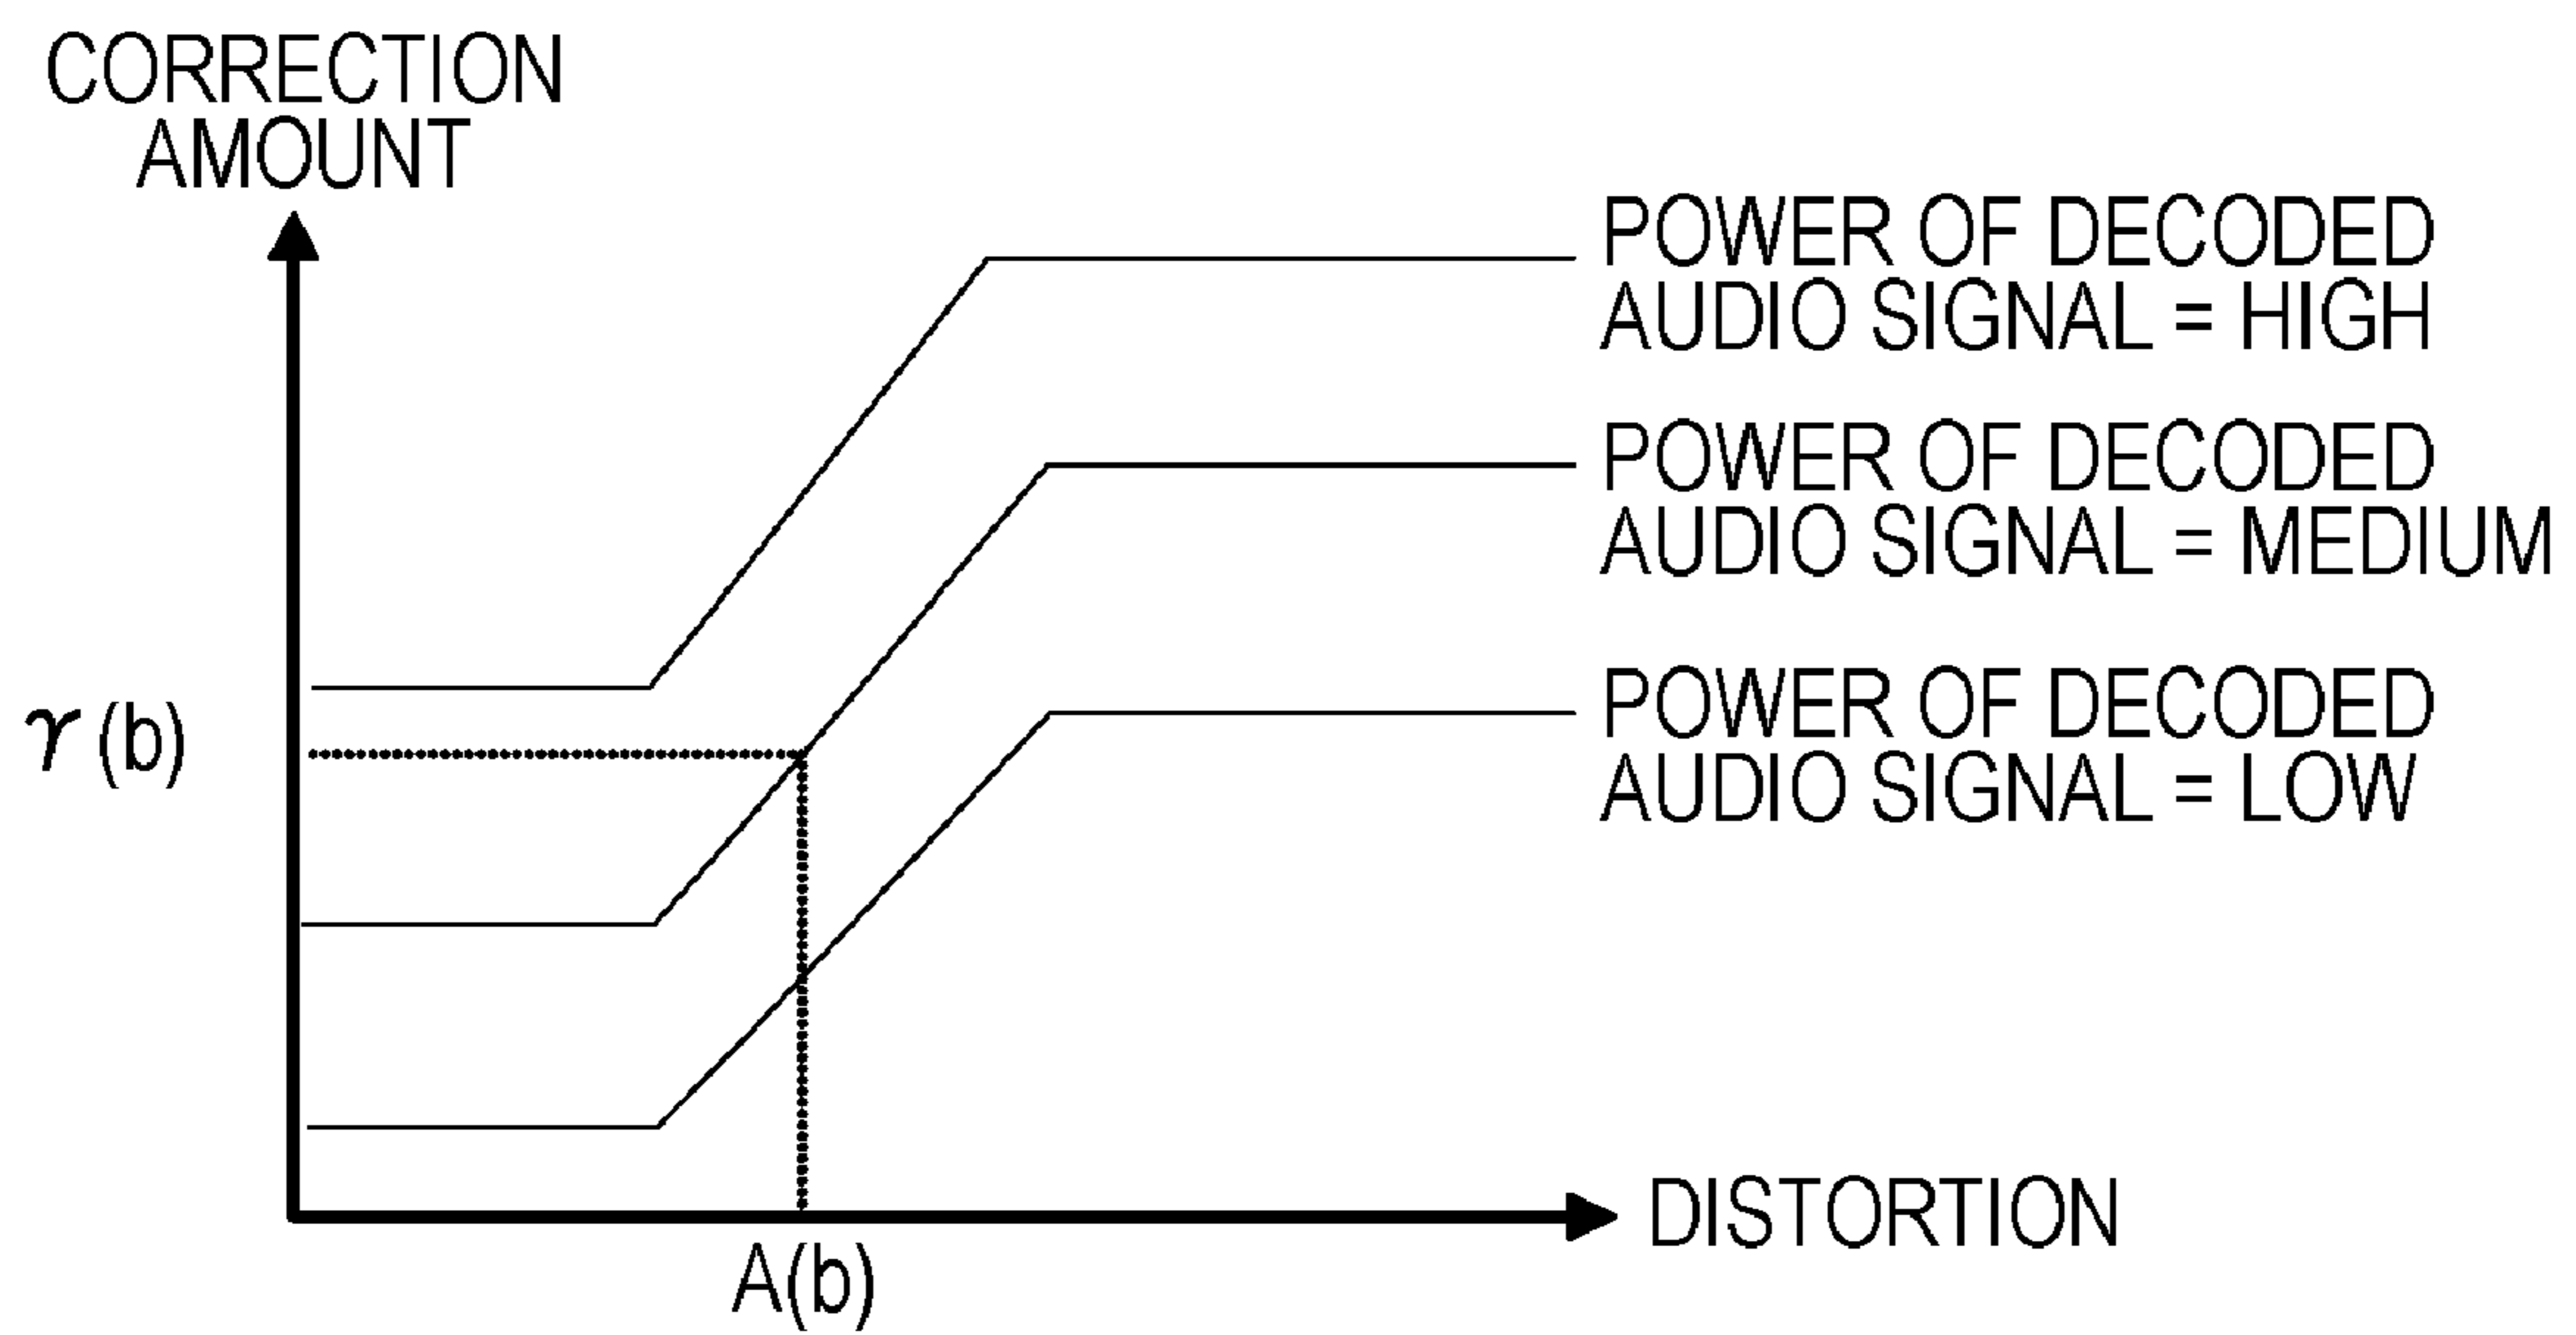 CORRECTION
AMOUNT
POWER OF DECODED
AUDIO SIGNAL = HIGH
POWER OF DECODED
AUDIO SIGNAL = MEDIUM
POWER OF DECODED
AUDIO SIGNAL = LOW
γ (b)
DISTORTION
A(b)